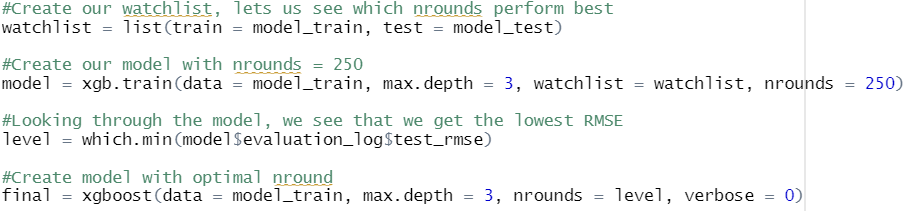 #Create our watchlist, lets us see which nrounds perform best
watchlist = list(train = model_train, test = model_test)
#Create our model with nrounds = 250
model = xgb.train(data = model_train, max.depth = 3, watchlist = watchlist, nrounds = 250)
#Looking through the model, we see that we get the lowest RMSE
level = which.min(model$evaluation_log$test_rmse)
#Create model with optimal nround
final = xgboost(data = model_train, max.depth = 3, nrounds = level, verbose = 0)